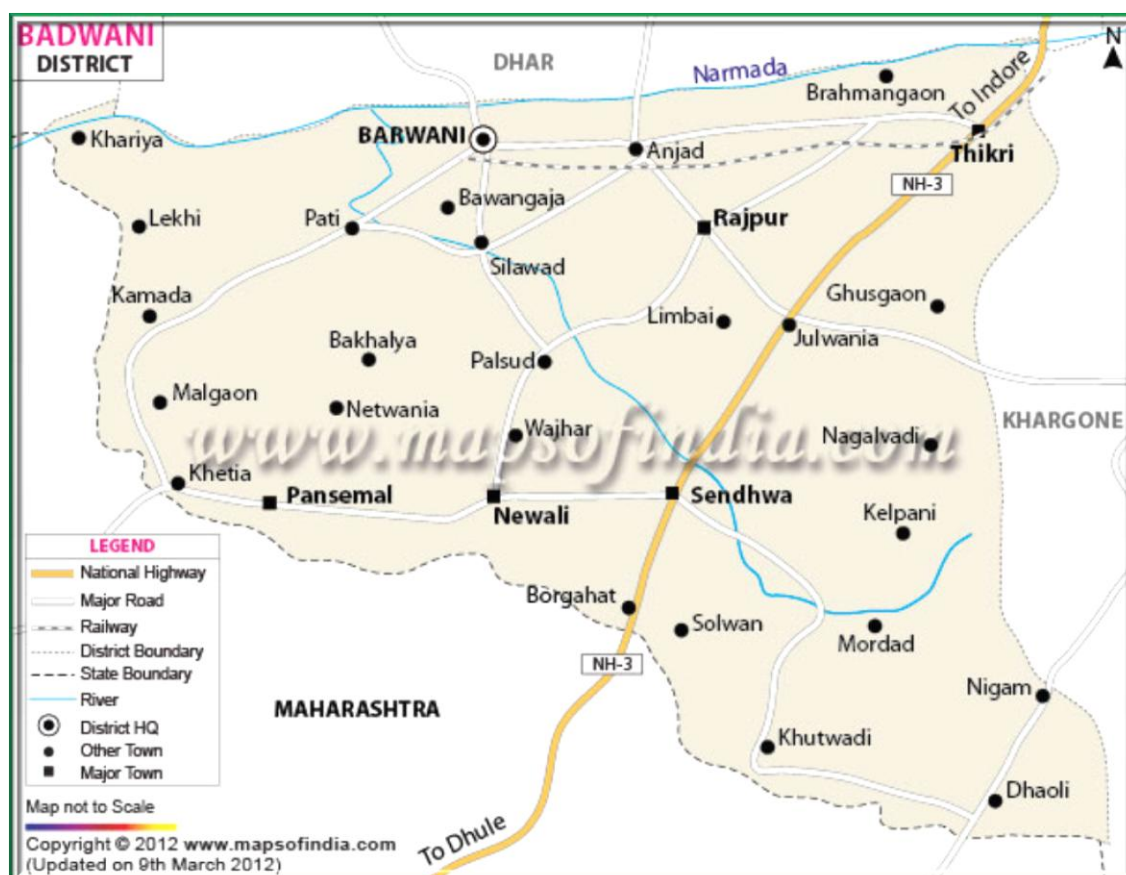 BADWANI
DISTRICT
DHAR
N
Narmada
Brahmangaon
To Indore
Khariya
BARWANI
Anjad
Thikri
NH-3
Bawangaja
Lekhi
Pati
Rajpur
Silawad
Kamada
Ghusgaon
Limbai
Julwania
Bakhalya
Palsud
Malgaon
Netwania
Wajhar
KHARGONE
www.mapsofindia.com
Nagalvadi
Khetia
Pansemal
Newali
Sendhwa
Kelpani
LEGEND
National Highway
Major Road
Railway
District Boundary
State Boundary
River
District HQ
Other Town
Major Town
Borgahat
Solwan
Mordad
NH-3
Nigam
MAHARASHTRA
Khutwadi
Dhaoli
Map not to Scale
To Dhule
Copyright © 2012 www.mapsofindia.com
(Updated on 9th March 2012)